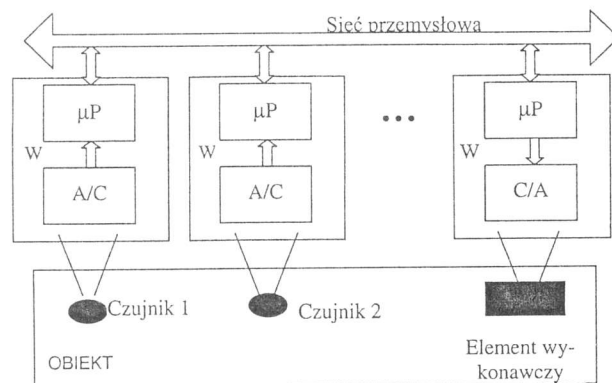 Sieć przemysłowa
μP
μP
μP
W
W
W
A/C
A/C
C/A
Czujnik 1
Czujnik 2
Element wy-
konawczy
OBIEKT